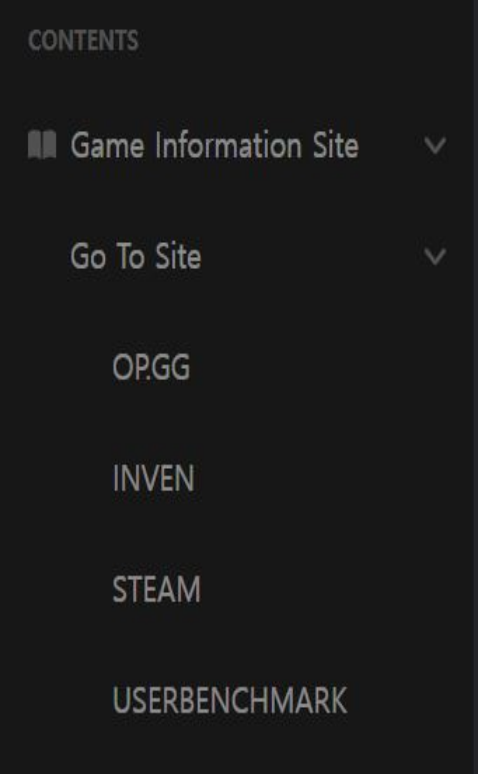 CONTENTS
Game Information Site
Go To Site
OP.GG
INVEN
STEAM
USERBENCHMARK